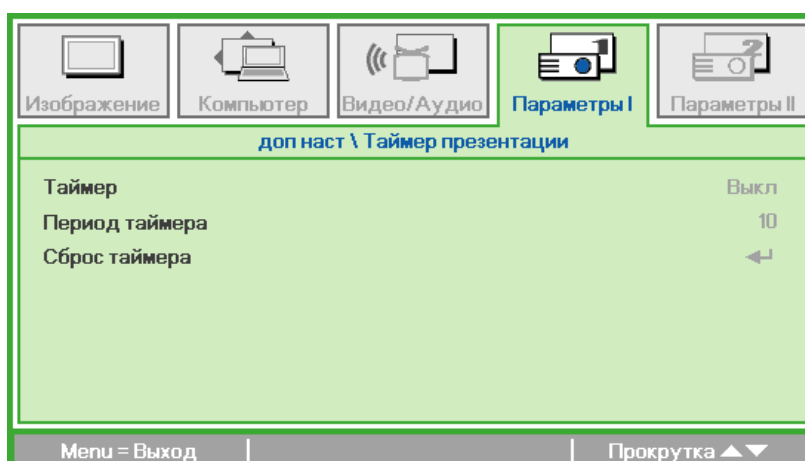 Изображение
Компьютер
Видео/Аудио
Параметры I
Параметры II
доп наст \ Таймер презентации
Таймер Выкл
Период таймера 10
Сброс таймера
Menu = Выход Прокрутка ▲▼